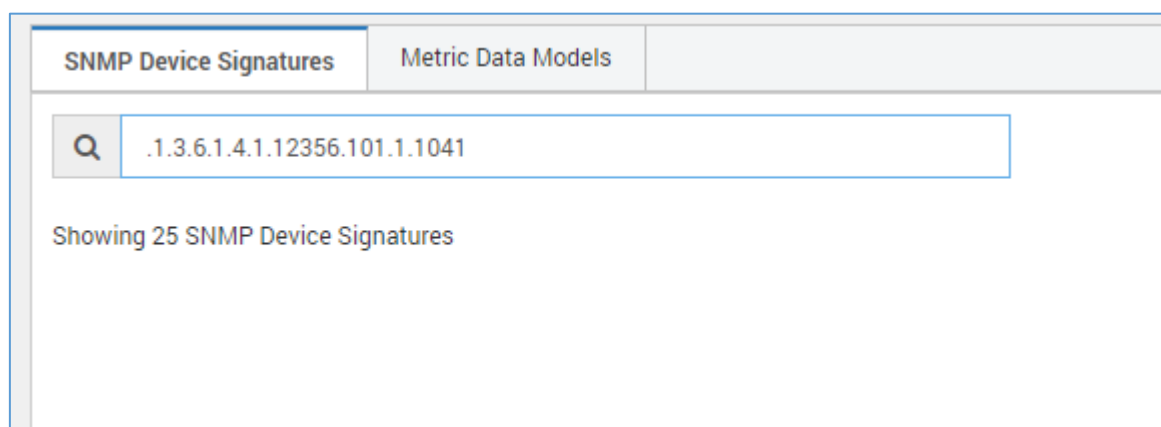 SNMP Device Signatures Metric Data Models
.1.3.6.1.4.1.12356.101.1.1041
Showing 25 SNMP Device Signatures